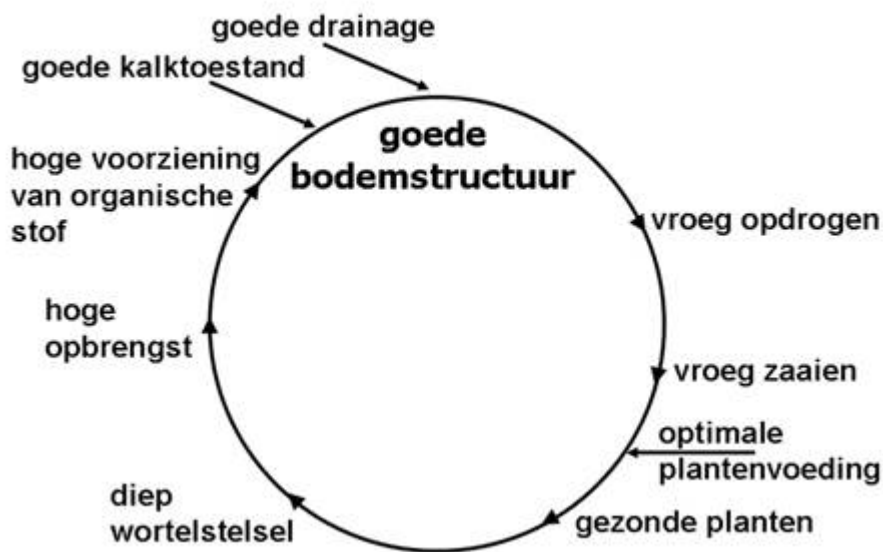 goede drainage
goede kalktoestand
goede
bodemstructuur
hoge voorziening
van organische
stof
vroeg opdrogen
hoge
opbrengst
vroeg zaaien
optimale
plantenvoeding
diep
wortelstelsel
gezonde planten